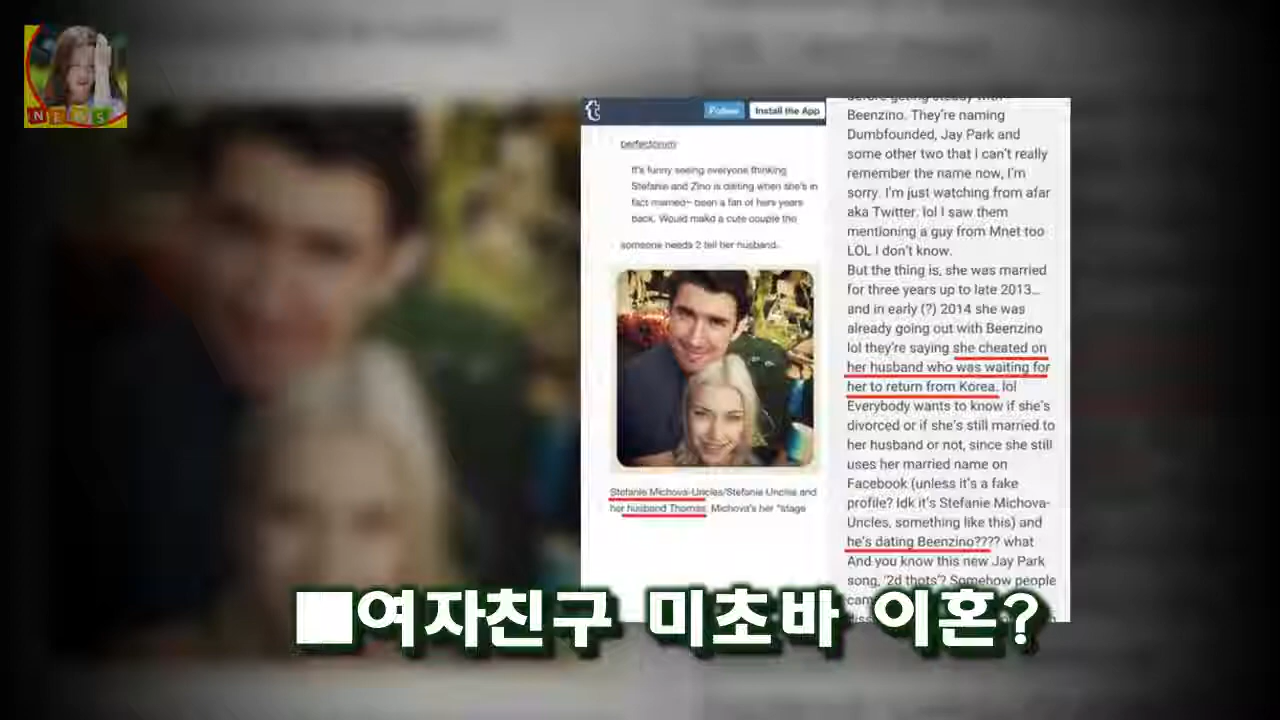 NEWS
Follow
Install the App
perfectorum
It's funny seeing everyone thinking
Stefanie and Zino is dating when she's in
fact married~ been a fan of hers years
back. Would make a cute couple tho
someone needs 2 tell her husband.
Stefanie Michova-Uncles/Stefanie Uncles and
her husband Thomas. Michova's her "stage
Beenzino. They're naming
Dumbfounded, Jay Park and
some other two that I can't really
remember the name now, I'm
sorry. I'm just watching from afar
aka Twitter. lol I saw them
mentioning a guy from Mnet too
LOL I don't know.
But the thing is, she was married
for three years up to late 2013...
and in early (?) 2014 she was
already going out with Beenzino
lol they're saying she cheated on
her husband who was waiting for
her to return from Korea. lol
Everybody wants to know if she's
divorced or if she's still married to
her husband or not, since she still
uses her married name on
Facebook (unless it's a fake
profile? Idk it's Stefanie Michova-
Uncles, something like this) and
he's dating Beenzino???? what
And you know this new Jay Park
song, '2d thots'? Somehow people
■여자친구 미초바 이혼?